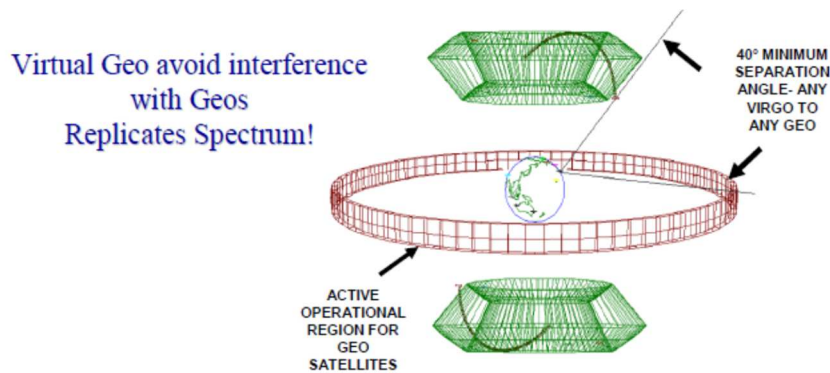 Virtual Geo avoid interference
with Geos
Replicates Spectrum!
40° MINIMUM
SEPARATION
ANGLE- ANY
VIRGO TO
ANY GEO
ACTIVE
OPERATIONAL
REGION FOR
GEO
SATELLITES